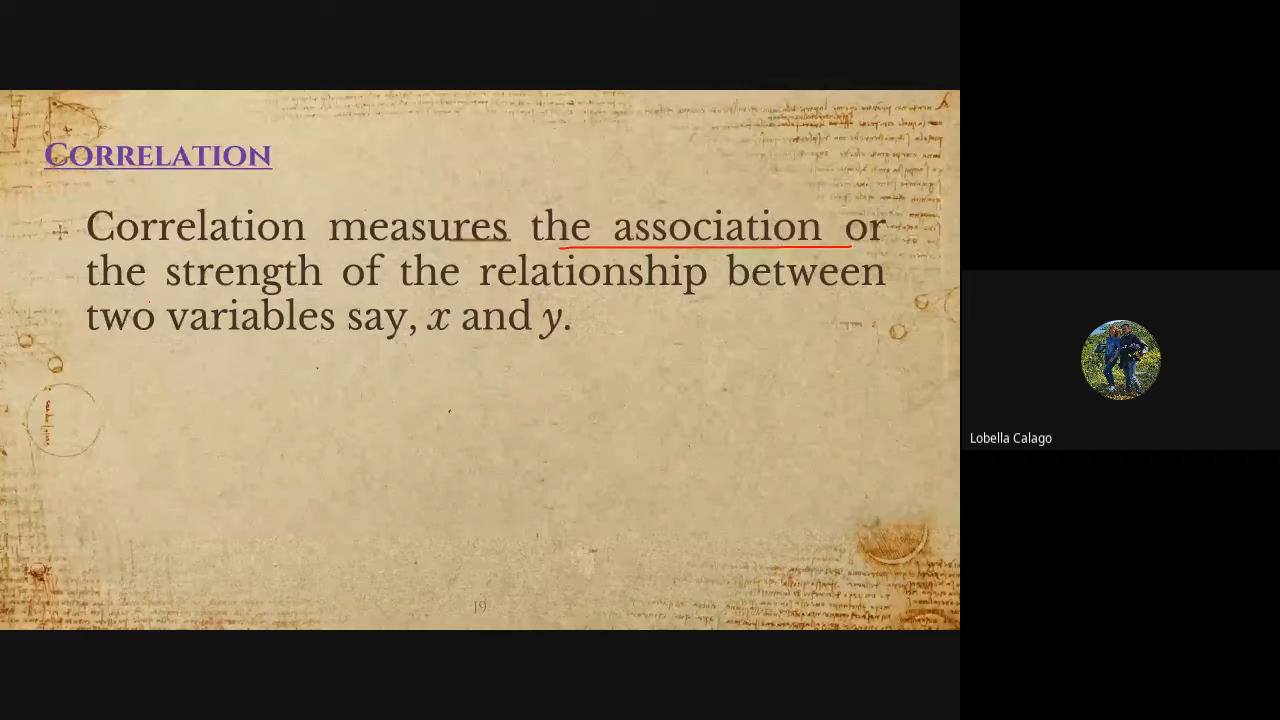 CORRELATION
Correlation measures the association or
the strength of the relationship between
two variables say, x and y.
19
Lobella Calago